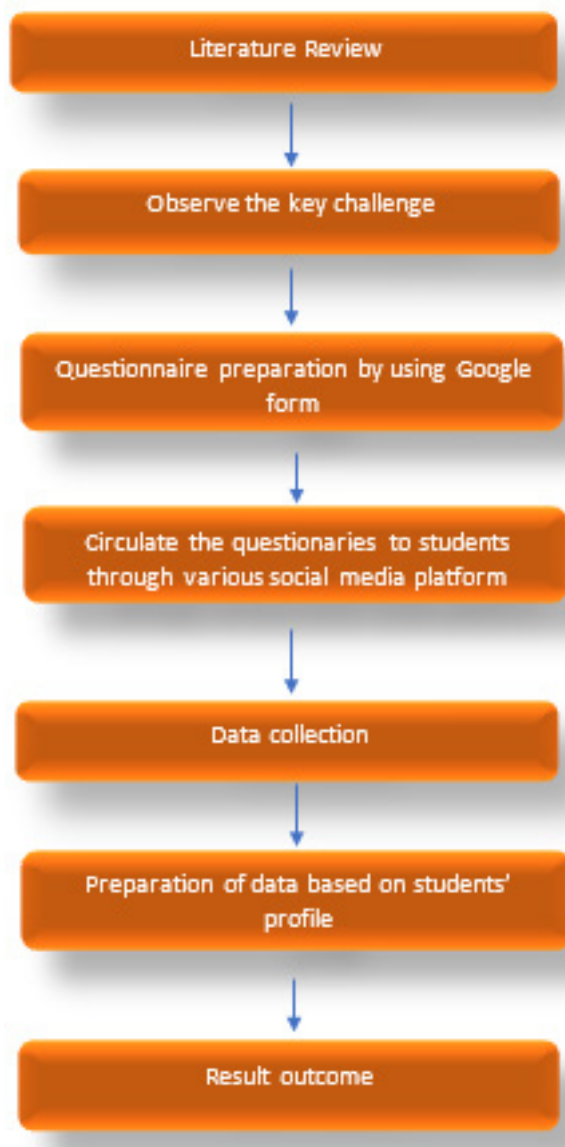 Literature Review
Observe the key challenge
Questionnaire preparation by using Google
form
Circulate the questionaries to students
through various social media platform
Data collection
Preparation of data based on students'
profile
Result outcome